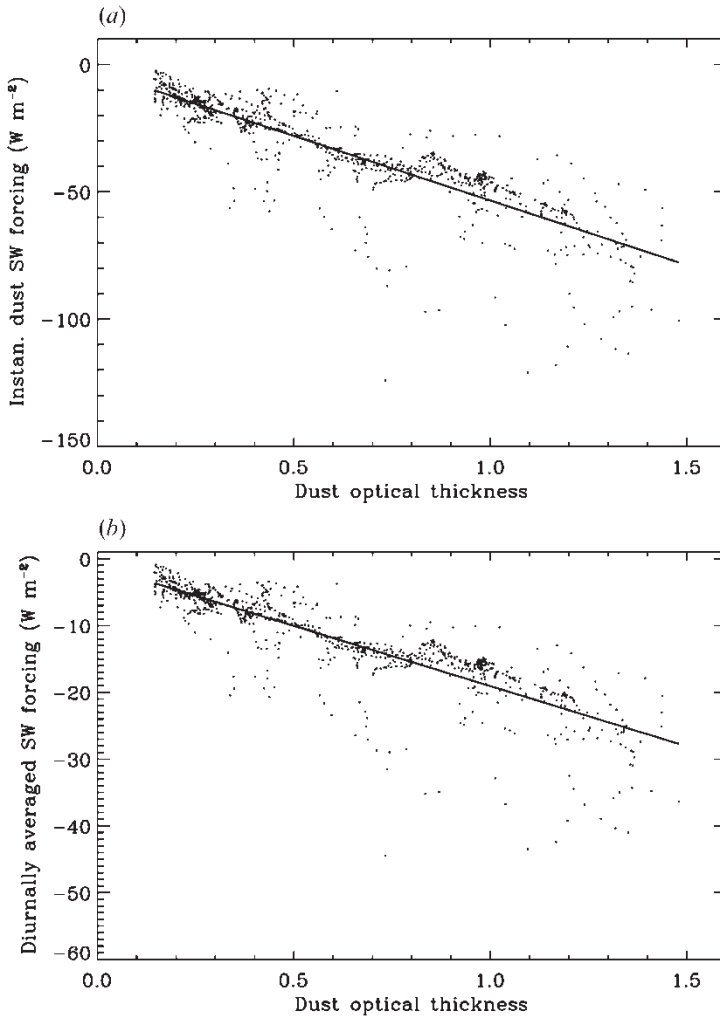 (a)
Instan. dust SW forcing (W m⁻²)
0
−50
−100
−150
0.0 0.5 1.0 1.5
Dust optical thickness
(b)
Diurnally averaged SW forcing (W m⁻²)
0
−10
−20
−30
−40
−50
−60
0.0 0.5 1.0 1.5
Dust optical thickness